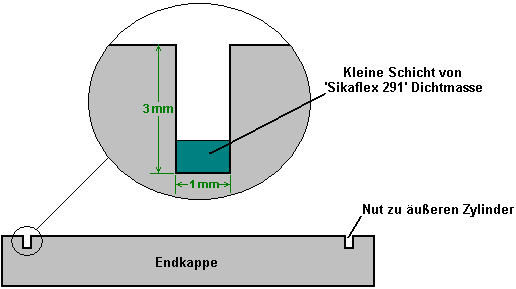 Kleine Schicht von
'Sikaflex 291' Dichtmasse
3mm
1mm
Nut zu äußeren Zylinder
Endkappe